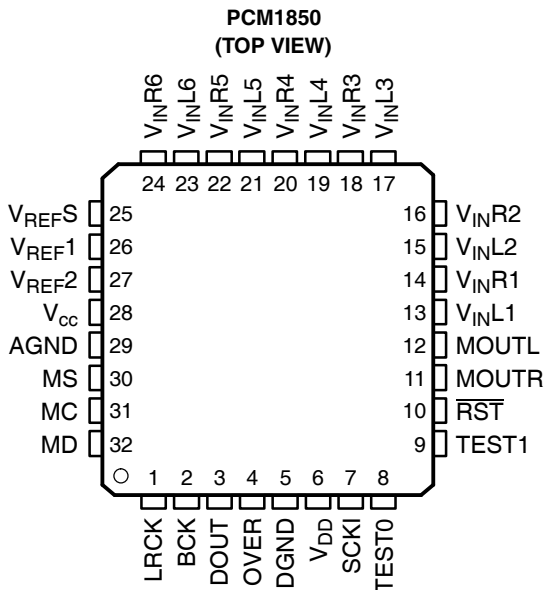 PCM1850
(TOP VIEW)
VINR6
VINL6
VINR5
VINL5
VINR4
VINL4
VINR3
VINL3
24 23 22 21 20 19 18 17
VREFS 25 16 VINR2
VREF1 26 15 VINL2
VREF2 27 14 VINR1
Vcc 28 13 VINL1
AGND 29 12 MOUTL
MS 30 11 MOUTR
MC 31 10 RST
MD 32 9 TEST1
1 2 3 4 5 6 7 8
LRCK
BCK
DOUT
OVER
DGND
VDD
SCKI
TEST0